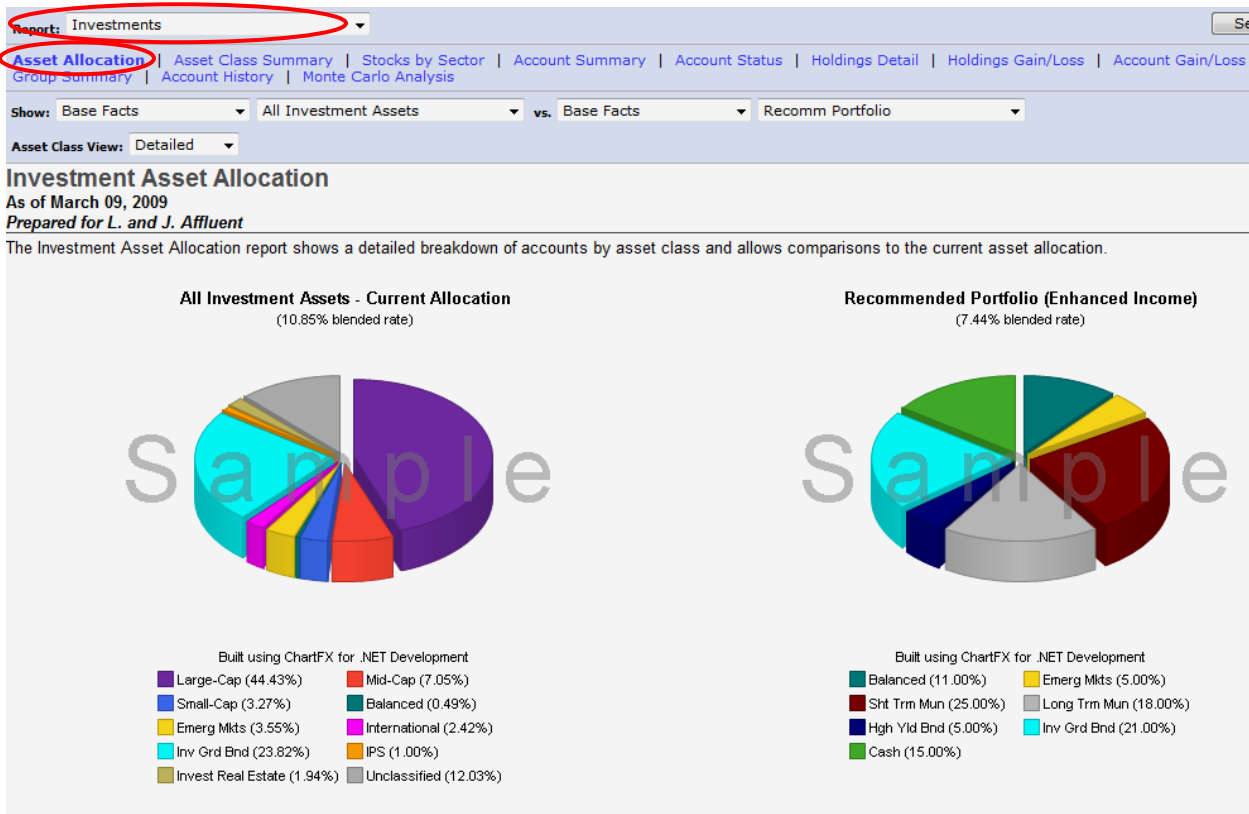 Report: Investments
Se
Asset Allocation | Asset Class Summary | Stocks by Sector | Account Summary | Account Status | Holdings Detail | Holdings Gain/Loss | Account Gain/Loss
Group Summary | Account History | Monte Carlo Analysis
Show: Base Facts All Investment Assets vs. Base Facts Recomm Portfolio
Asset Class View: Detailed
Investment Asset Allocation
As of March 09, 2009
Prepared for L. and J. Affluent
The Investment Asset Allocation report shows a detailed breakdown of accounts by asset class and allows comparisons to the current asset allocation.
All Investment Assets - Current Allocation
(10.85% blended rate)
Sample
Built using ChartFX for .NET Development
Large-Cap (44.43%) Mid-Cap (7.05%)
Small-Cap (3.27%) Balanced (0.49%)
Emerg Mkts (3.55%) International (2.42%)
Inv Grd Bnd (23.82%) IPS (1.00%)
Invest Real Estate (1.94%) Unclassified (12.03%)
Recommended Portfolio (Enhanced Income)
(7.44% blended rate)
Sample
Built using ChartFX for .NET Development
Balanced (11.00%) Emerg Mkts (5.00%)
Sht Trm Mun (25.00%) Long Trm Mun (18.00%)
Hgh Yld Bnd (5.00%) Inv Grd Bnd (21.00%)
Cash (15.00%)